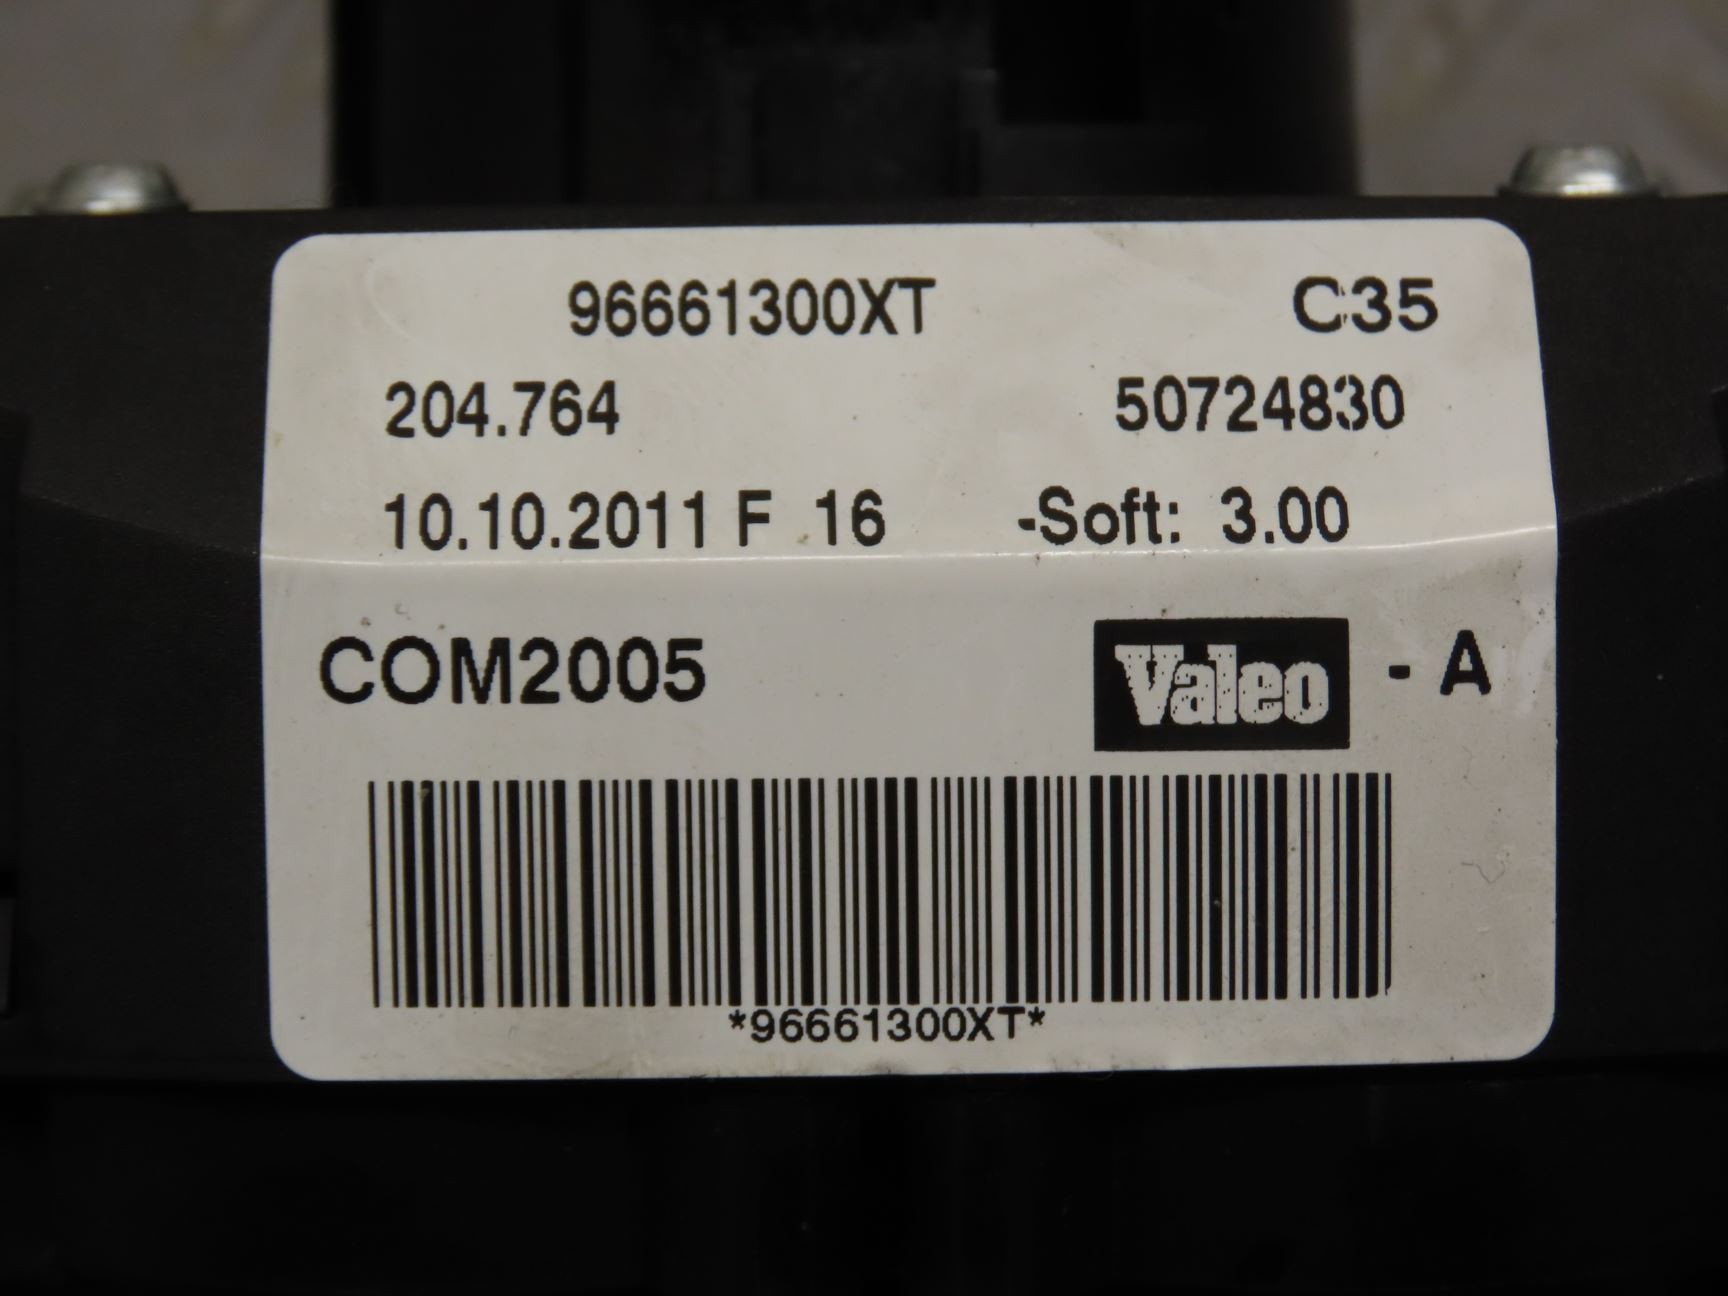 96661300XT C35
204.764 50724830
10.10.2011 F 16 -Soft: 3.00
COM2005 Valeo - A
*96661300XT*